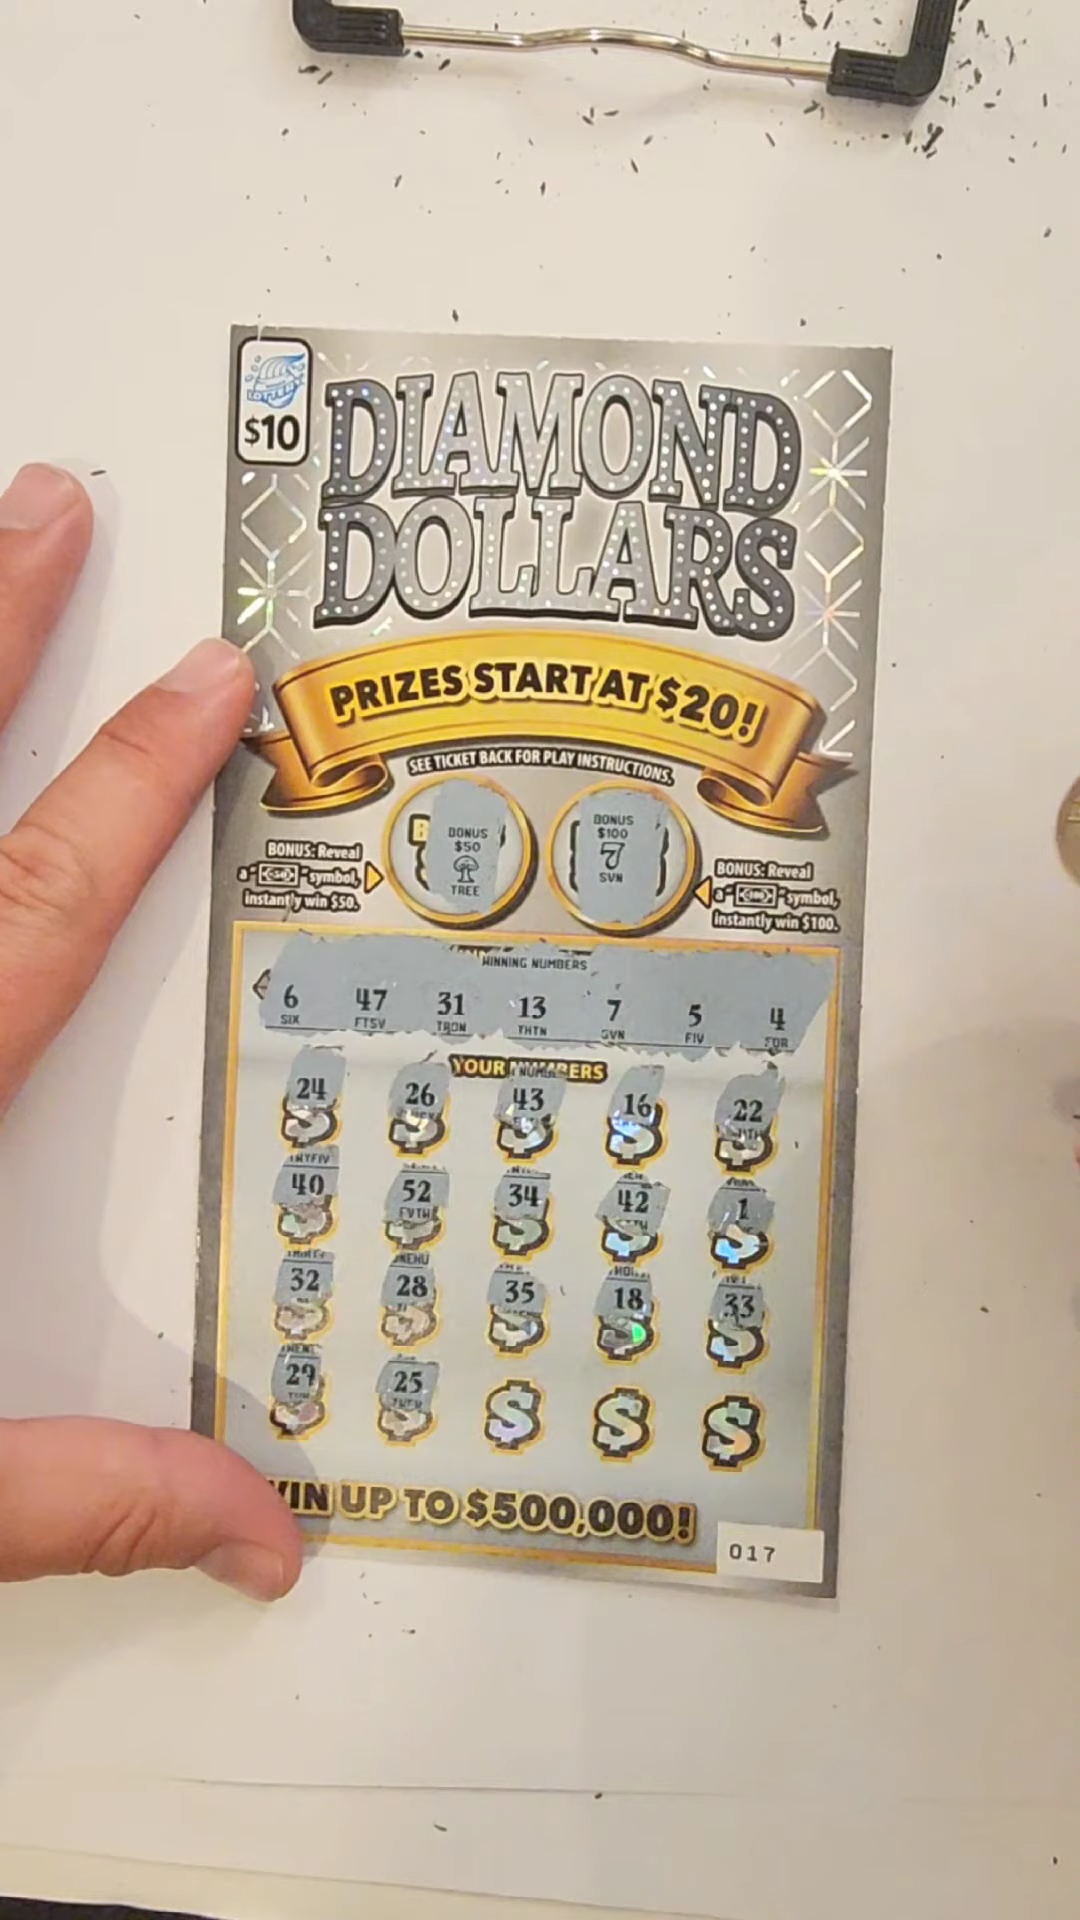 LOTTERY
$10
DIAMOND
DOLLARS
PRIZES START AT $20!
SEE TICKET BACK FOR PLAY INSTRUCTIONS.
BONUS: Reveal
a " " symbol,
instantly win $50.
BONUS
$50
TREE
BONUS
$100
7
SVN
BONUS: Reveal
a " " symbol,
instantly win $100.
WINNING NUMBERS
6 47 31 13 7 5 4
SIX FTSV TRON THTN SVN FIV FOR
YOUR NUMBERS
24 26 43 16 22
40 52 34 42 1
32 28 35 18 33
29 25
WIN UP TO $500,000!
017